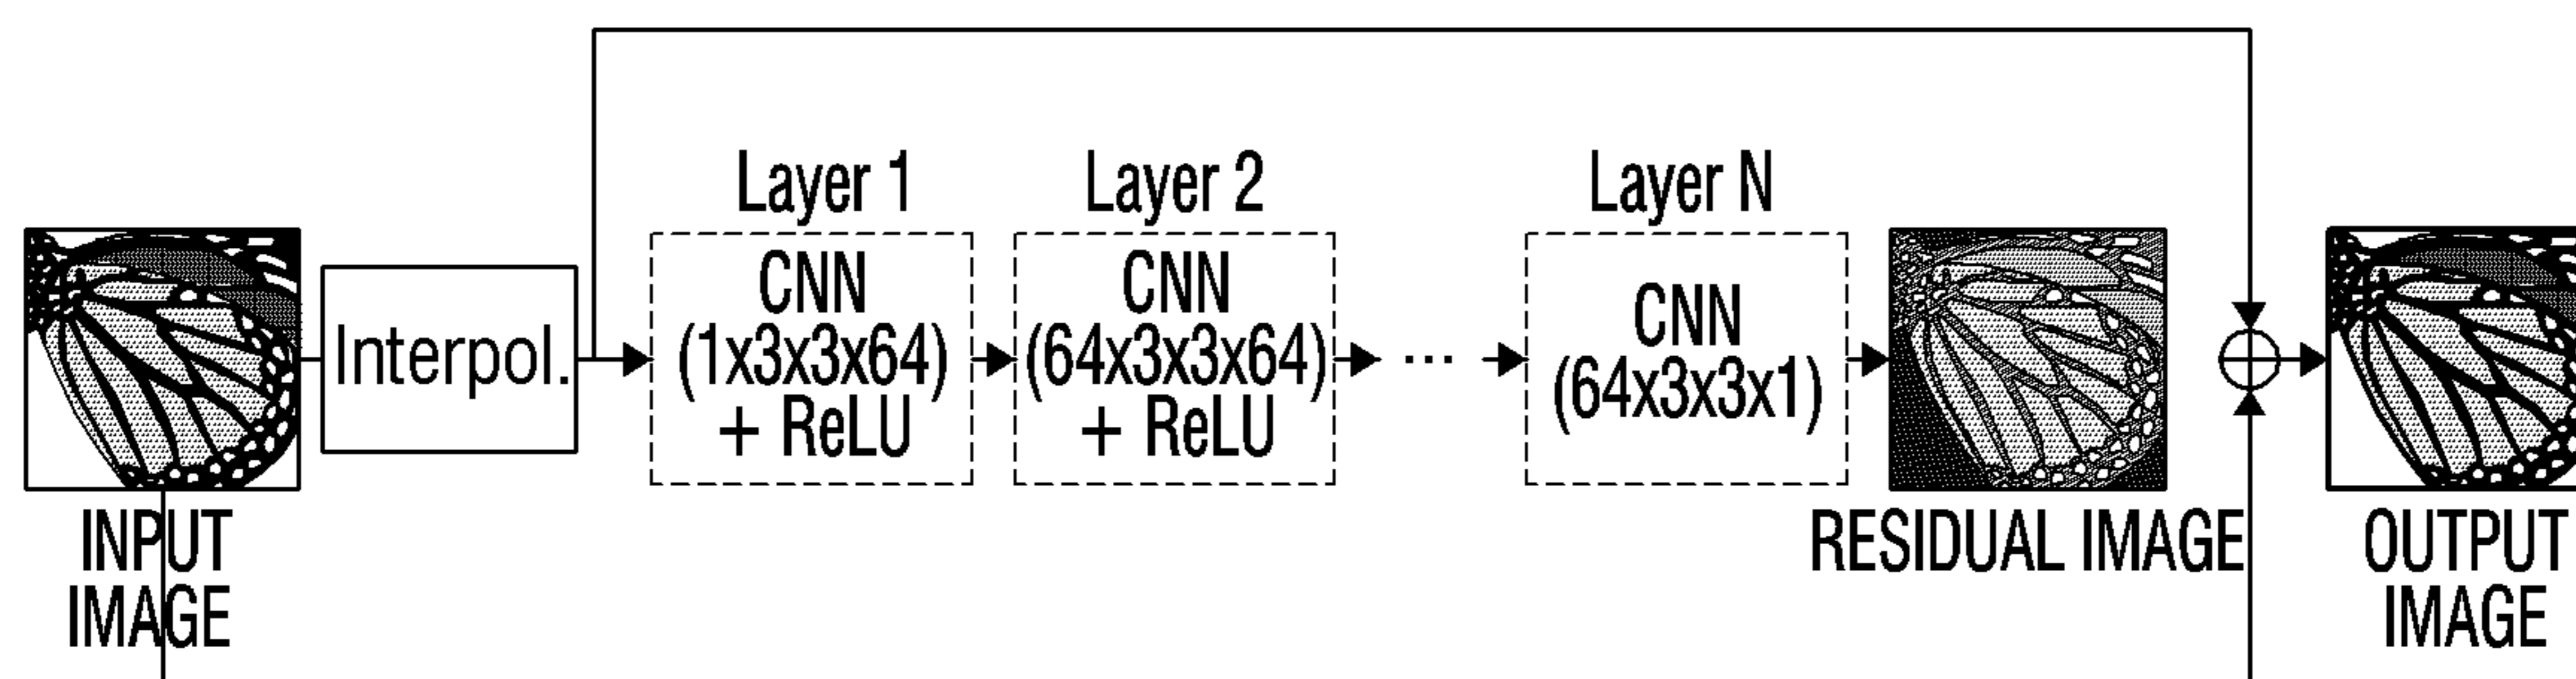 Layer 1
Layer 2
Layer N
Interpol.
CNN
(1x3x3x64)
+ ReLU
CNN
(64x3x3x64)
+ ReLU
...
CNN
(64x3x3x1)
INPUT
IMAGE
RESIDUAL IMAGE
OUTPUT
IMAGE